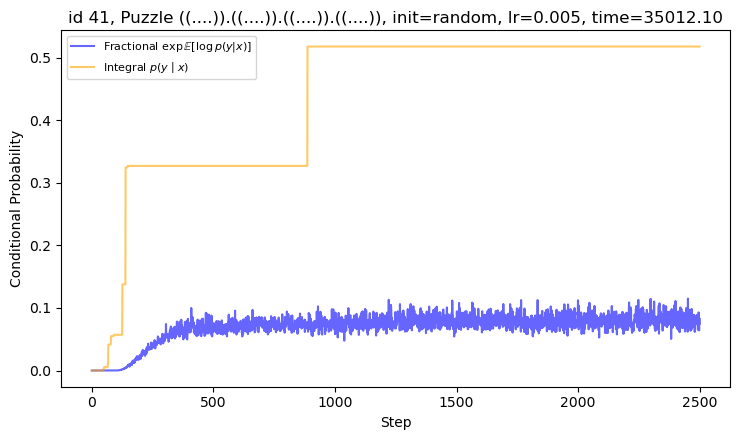 id 41, Puzzle ((....)).((....)).((....)).((....)), init=random, lr=0.005, time=35012.10
Fractional exp𝔼[log p(y|x)]
Integral p(y | x)
Conditional Probability
0.5
0.4
0.3
0.2
0.1
0.0
0
500
1000
1500
2000
2500
Step